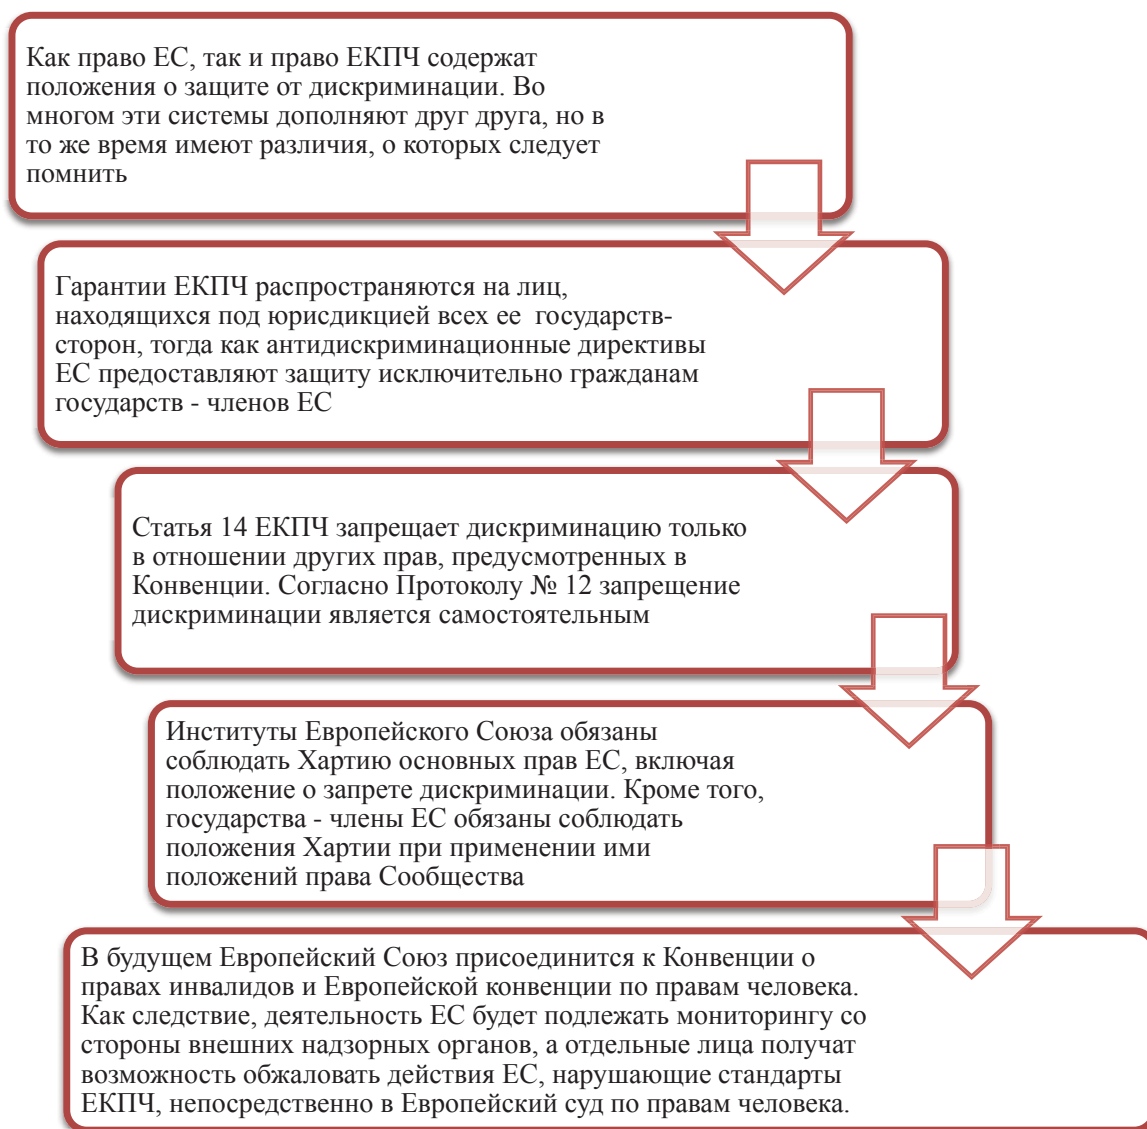 Как право ЕС, так и право ЕКПЧ содержат
положения о защите от дискриминации. Во
многом эти системы дополняют друг друга, но в
то же время имеют различия, о которых следует
помнить
Гарантии ЕКПЧ распространяются на лиц,
находящихся под юрисдикцией всех ее государств-
сторон, тогда как антидискриминационные директивы
ЕС предоставляют защиту исключительно гражданам
государств - членов ЕС
Статья 14 ЕКПЧ запрещает дискриминацию только
в отношении других прав, предусмотренных в
Конвенции. Согласно Протоколу № 12 запрещение
дискриминации является самостоятельным
Институты Европейского Союза обязаны
соблюдать Хартию основных прав ЕС, включая
положение о запрете дискриминации. Кроме того,
государства - члены ЕС обязаны соблюдать
положения Хартии при применении ими
положений права Сообщества
В будущем Европейский Союз присоединится к Конвенции о
правах инвалидов и Европейской конвенции по правам человека.
Как следствие, деятельность ЕС будет подлежать мониторингу со
стороны внешних надзорных органов, а отдельные лица получат
возможность обжаловать действия ЕС, нарушающие стандарты
ЕКПЧ, непосредственно в Европейский суд по правам человека.